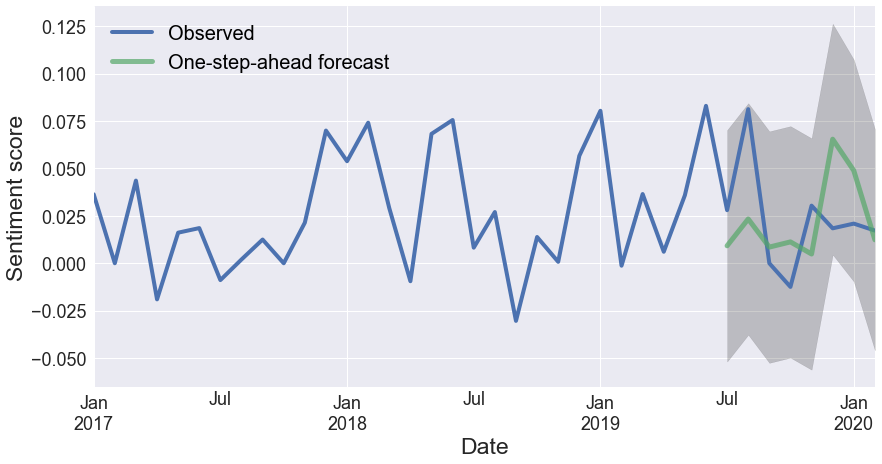 Observed
One-step-ahead forecast
Sentiment score
0.125
0.100
0.075
0.050
0.025
0.000
−0.025
−0.050
Jan Jul Jan Jul Jan Jul Jan
2017 2018 2019 2020
Date